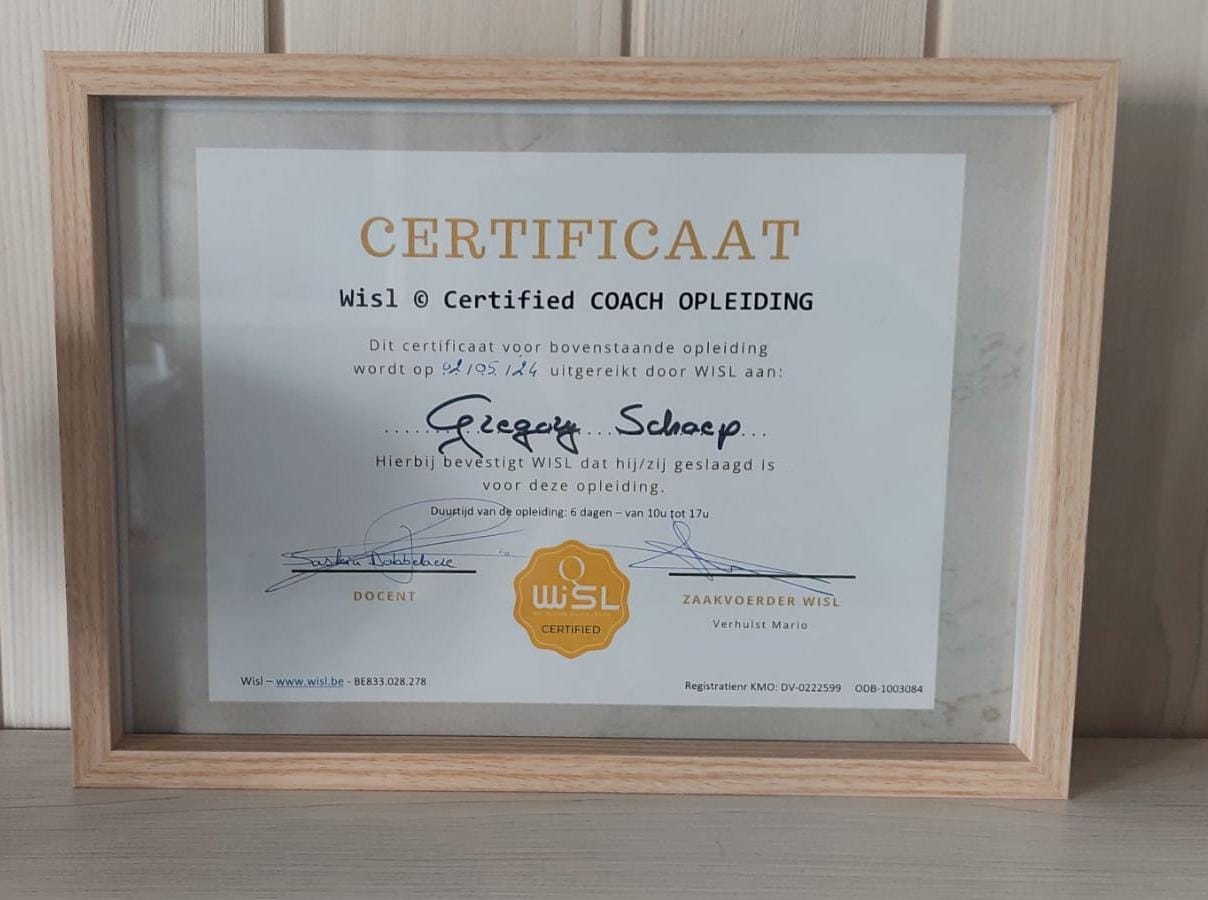 CERTIFICAAT
Wisl © Certified COACH OPLEIDING
Dit certificaat voor bovenstaande opleiding
wordt op 02/05/24 uitgereikt door WISL aan:
Gregory Schaep
Hierbij bevestigt WISL dat hij/zij geslaagd is
voor deze opleiding.
Duurtijd van de opleiding: 6 dagen – van 10u tot 17u
Saskia Dobbelaere
DOCENT
WiSL
CERTIFIED
ZAAKVOERDER WISL
Verhulst Mario
Wisl – www.wisl.be - BE833.028.278
Registratienr KMO: DV-0222599 ODB-1003084